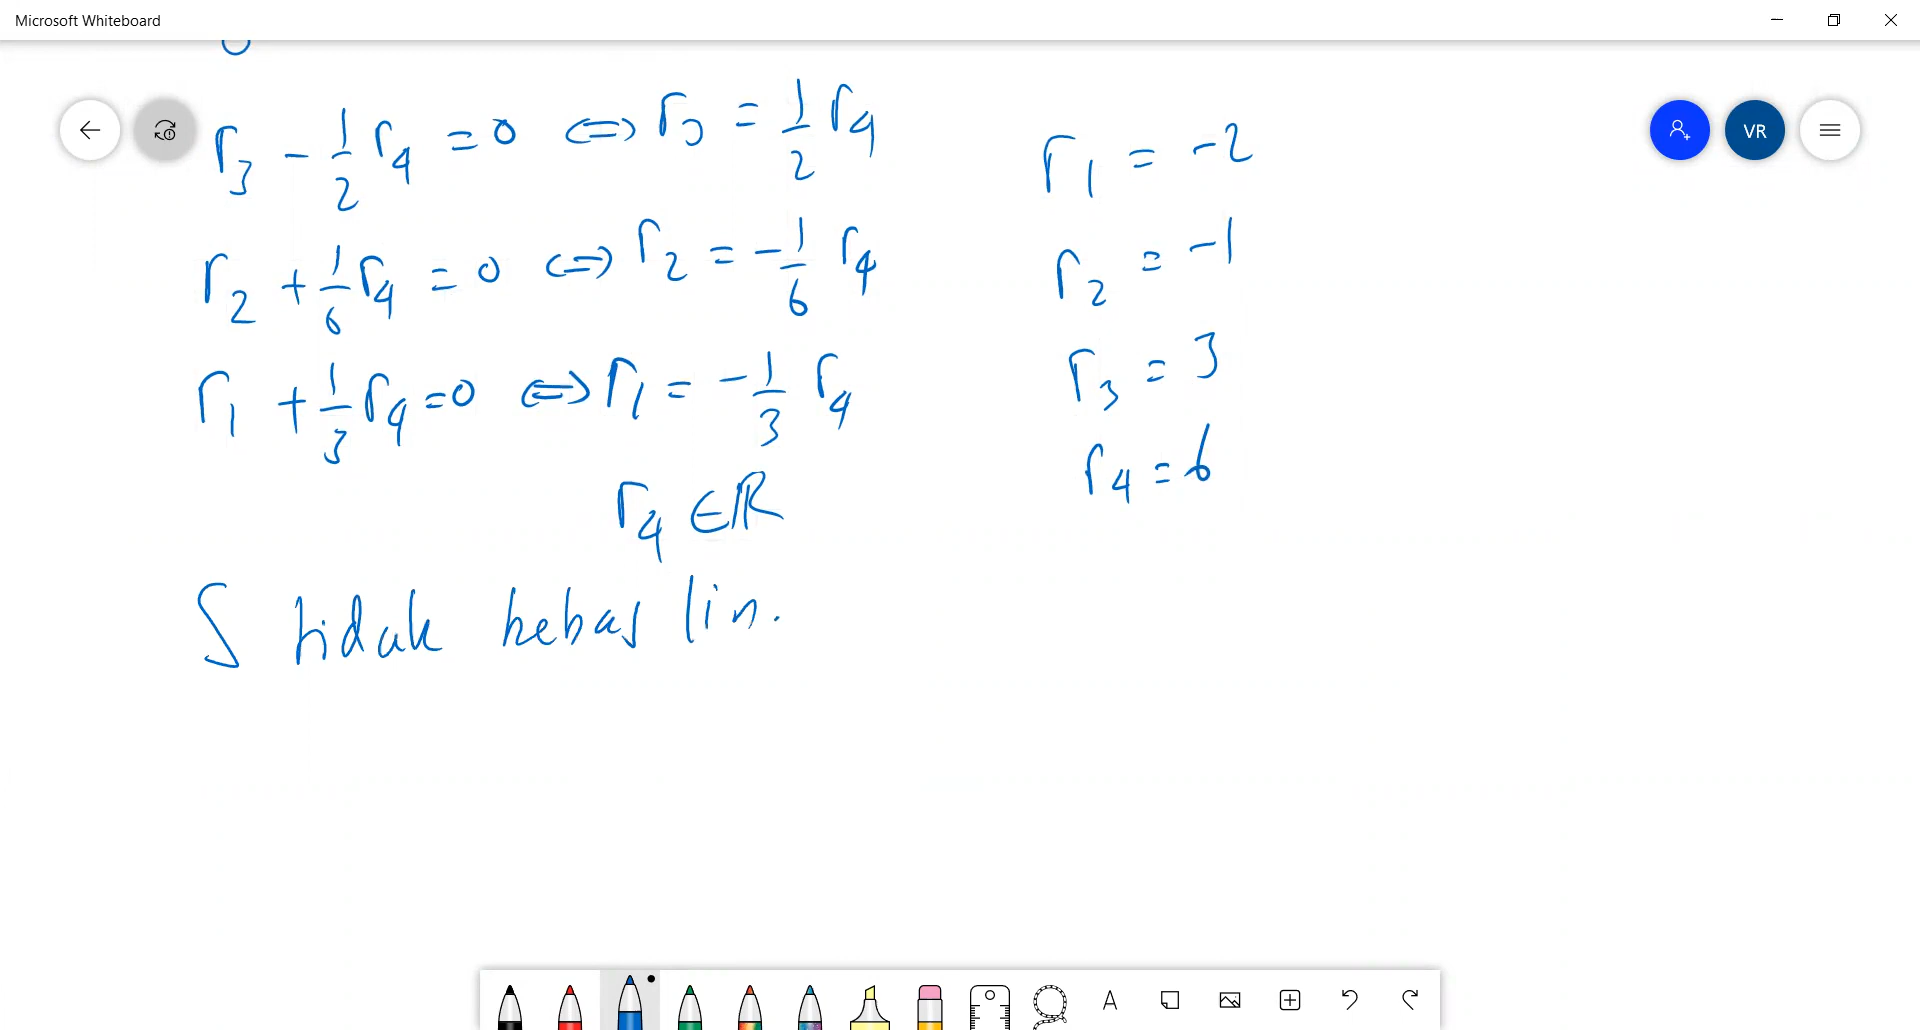 Microsoft Whiteboard
VR
r₃ - 1/2 r₄ = 0 ⇔ r₃ = 1/2 r₄
r₂ + 1/6 r₄ = 0 ⇔ r₂ = -1/6 r₄
r₁ + 1/3 r₄ = 0 ⇔ r₁ = -1/3 r₄
r₄ ∈ ℝ
S tidak bebas lin.
r₁ = -2
r₂ = -1
r₃ = 3
r₄ = 6
A